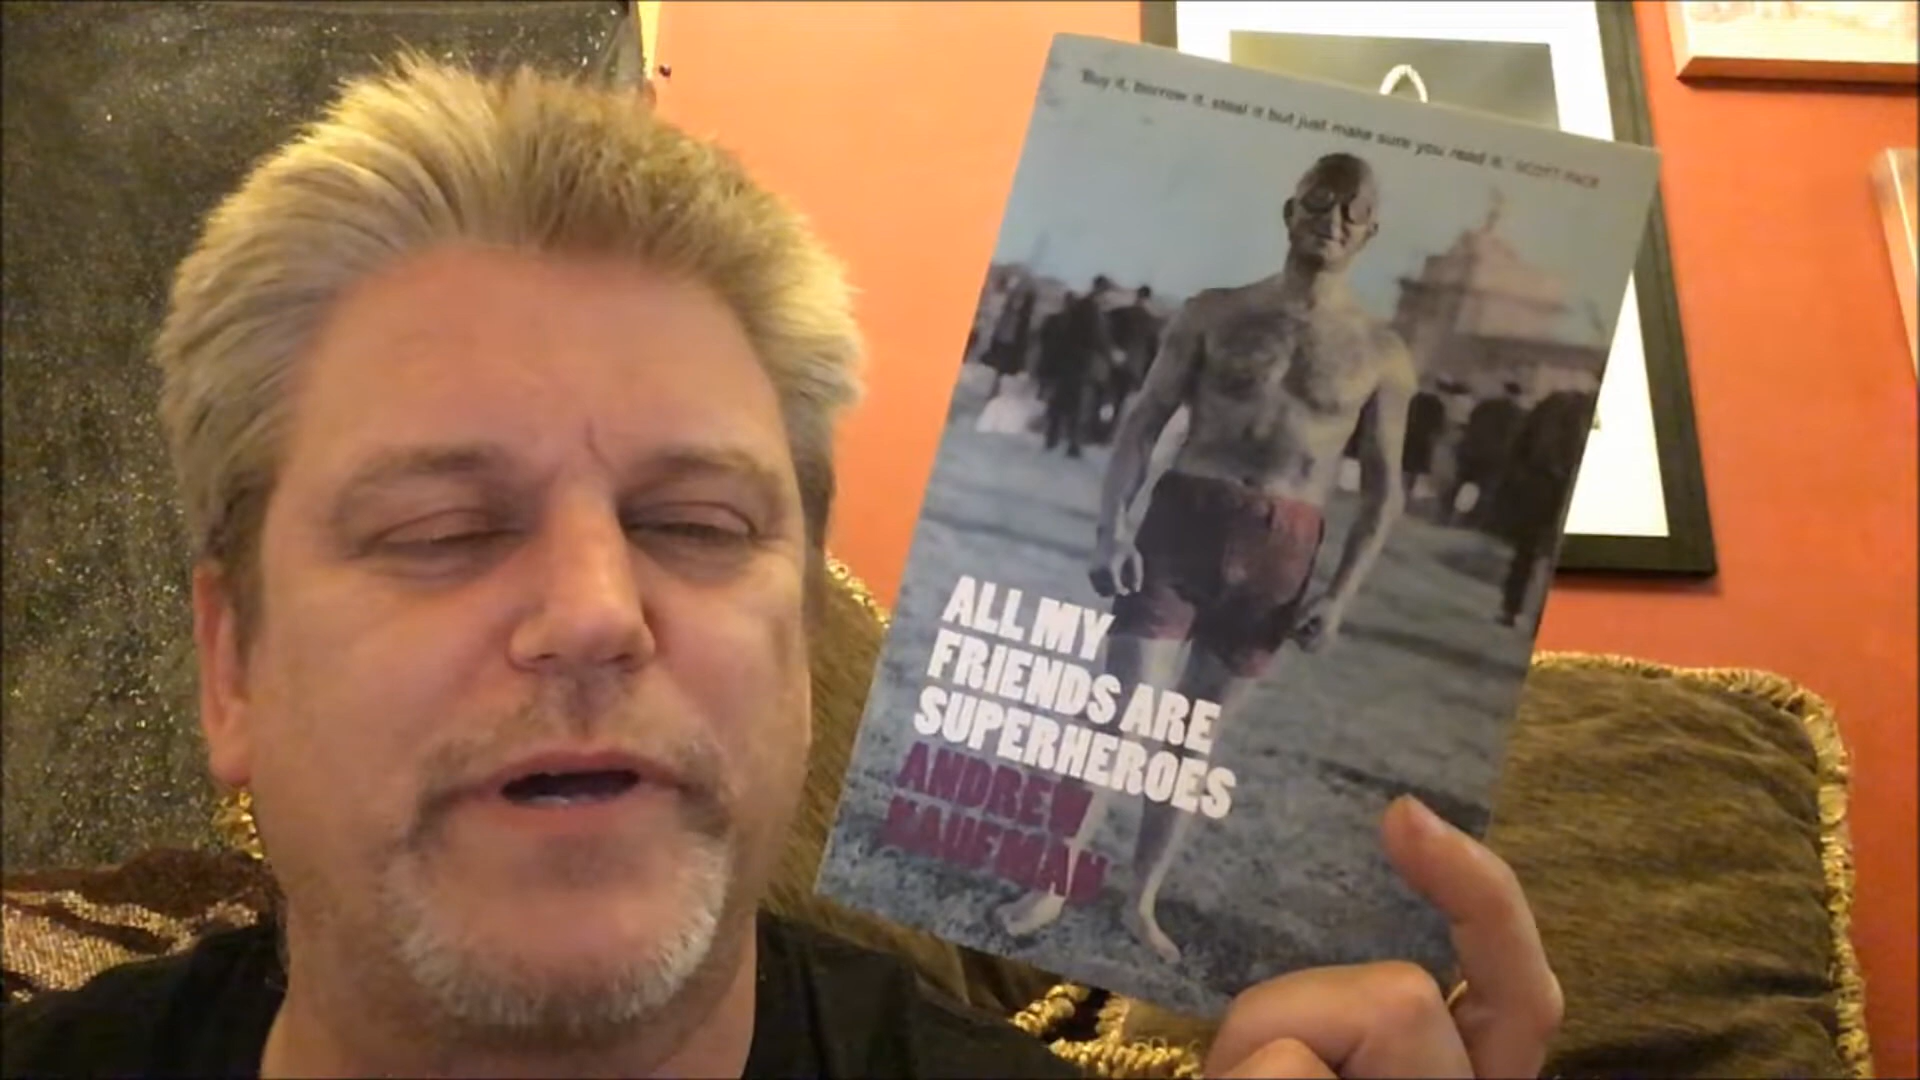 'Buy it, borrow it, steal it but just make sure you read it.' SCOTT PACK
ALL MY
FRIENDS ARE
SUPERHEROES
ANDREW
KAUFMAN